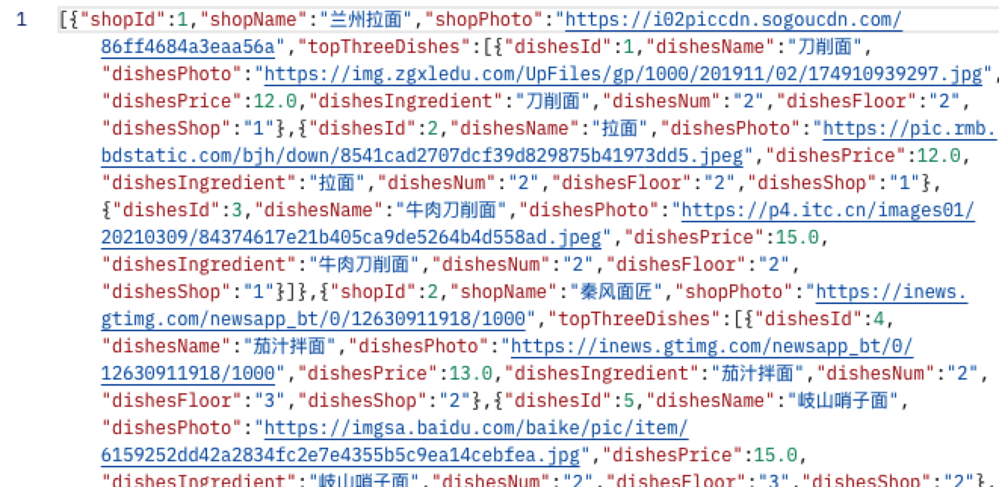 1 [{"shopId":1,"shopName":"兰州拉面","shopPhoto":"https://i02piccdn.sogoucdn.com/
86ff4684a3eaa56a","topThreeDishes":[{"dishesId":1,"dishesName":"刀削面",
"dishesPhoto":"https://img.zgxledu.com/UpFiles/gp/1000/201911/02/174910939297.jpg",
"dishesPrice":12.0,"dishesIngredient":"刀削面","dishesNum":"2","dishesFloor":"2",
"dishesShop":"1"},{"dishesId":2,"dishesName":"拉面","dishesPhoto":"https://pic.rmb.
bdstatic.com/bjh/down/8541cad2707dcf39d829875b41973dd5.jpeg","dishesPrice":12.0,
"dishesIngredient":"拉面","dishesNum":"2","dishesFloor":"2","dishesShop":"1"},
{"dishesId":3,"dishesName":"牛肉刀削面","dishesPhoto":"https://p4.itc.cn/images01/
20210309/84374617e21b405ca9de5264b4d558ad.jpeg","dishesPrice":15.0,
"dishesIngredient":"牛肉刀削面","dishesNum":"2","dishesFloor":"2",
"dishesShop":"1"}]},{"shopId":2,"shopName":"秦风面匠","shopPhoto":"https://inews.
gtimg.com/newsapp_bt/0/12630911918/1000","topThreeDishes":[{"dishesId":4,
"dishesName":"茄汁拌面","dishesPhoto":"https://inews.gtimg.com/newsapp_bt/0/
12630911918/1000","dishesPrice":13.0,"dishesIngredient":"茄汁拌面","dishesNum":"2",
"dishesFloor":"3","dishesShop":"2"},{"dishesId":5,"dishesName":"岐山哨子面",
"dishesPhoto":"https://imgsa.baidu.com/baike/pic/item/
6159252dd42a2834fc2e7e4355b5c9ea14cebfea.jpg","dishesPrice":15.0,
"dishesIngredient":"岐山哨子面","dishesNum":"2","dishesFloor":"3","dishesShop":"2"},